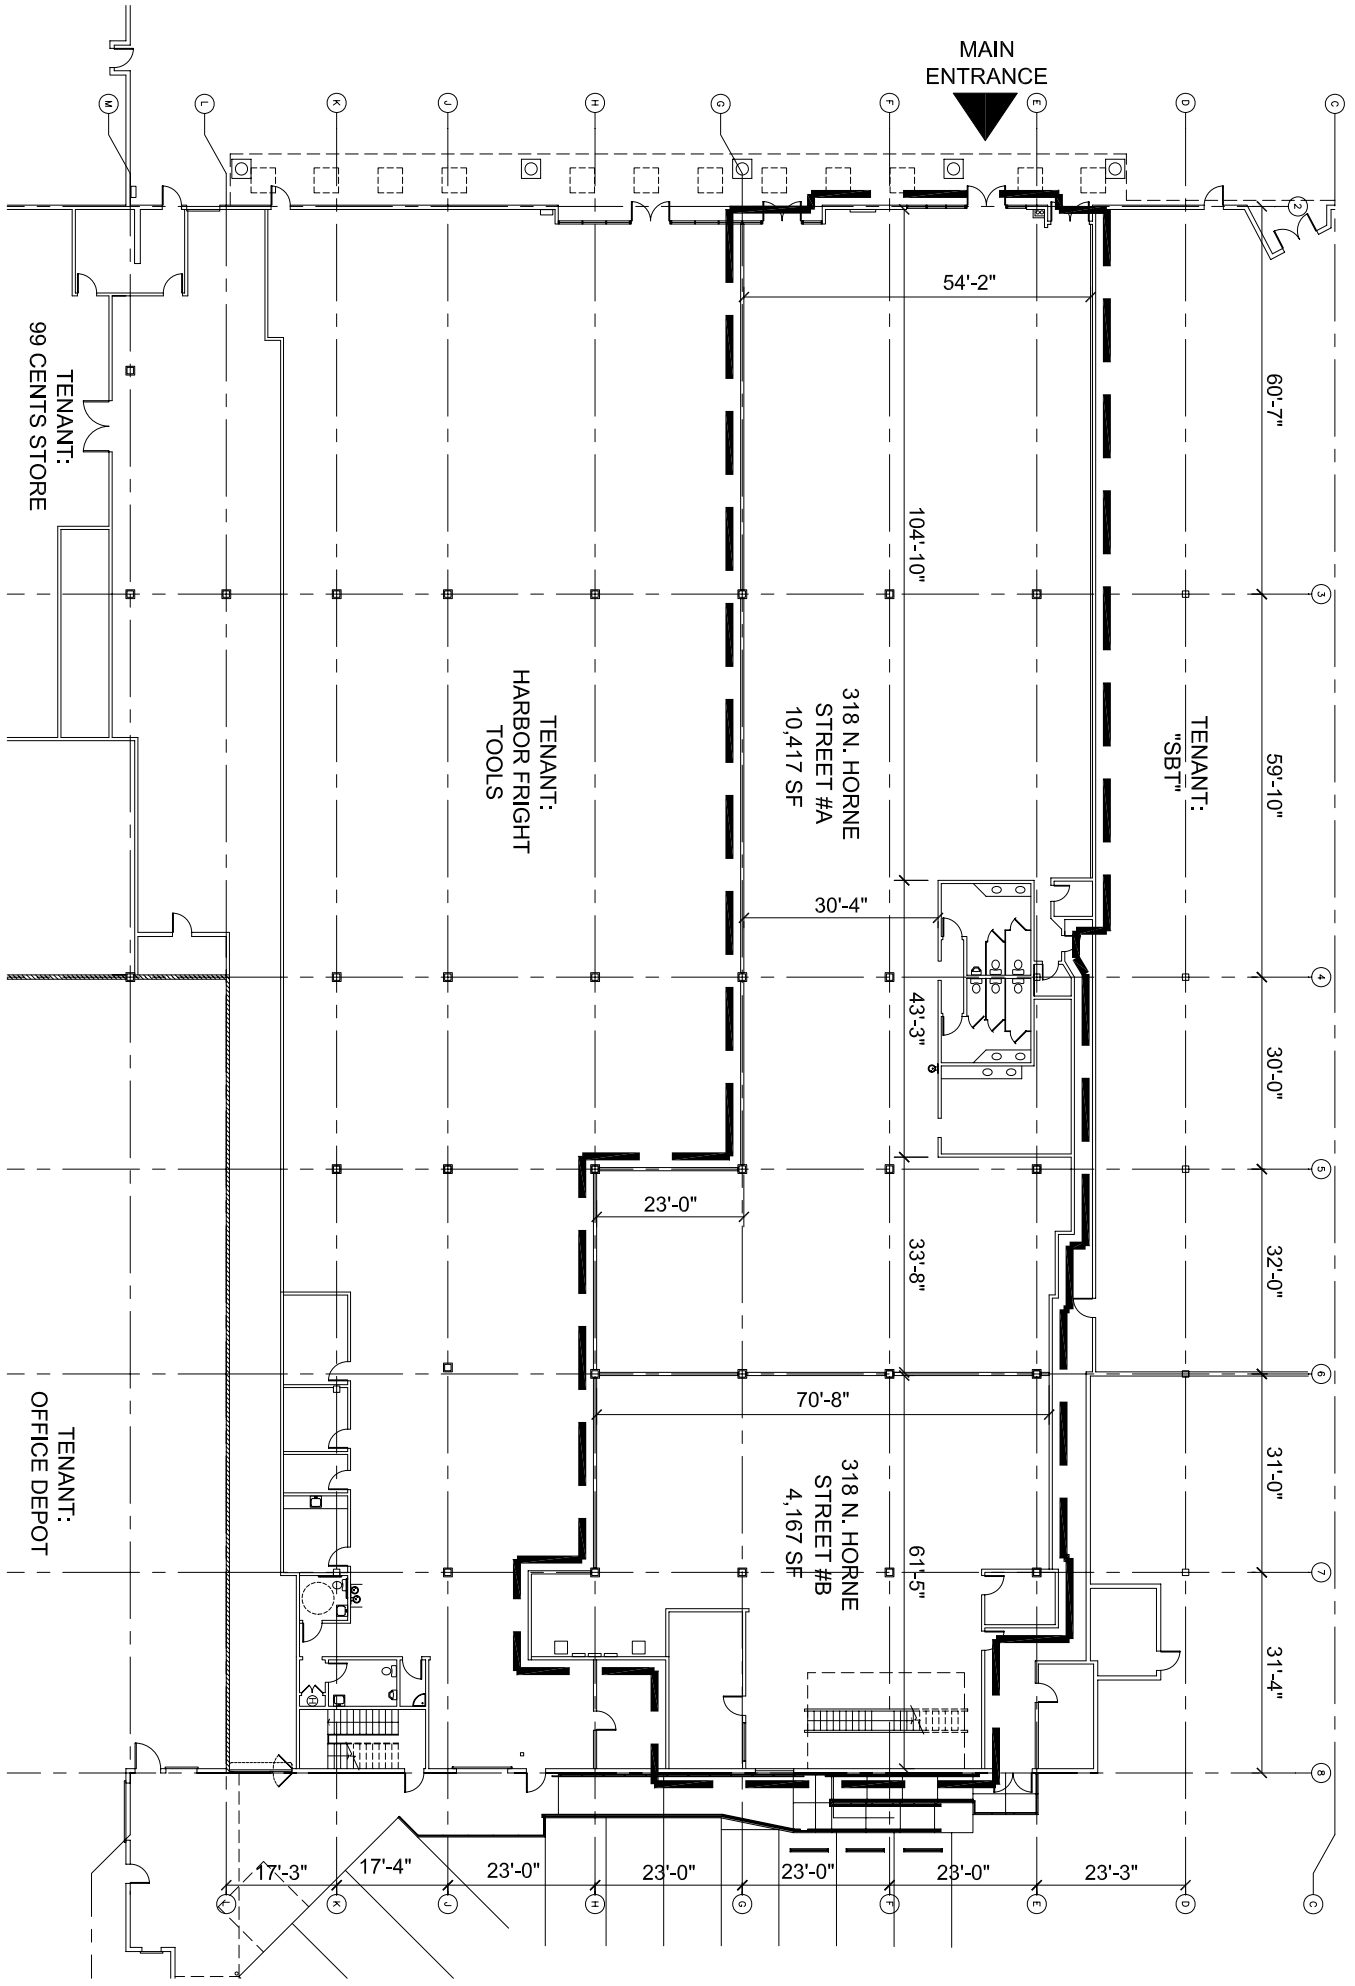 MAIN
ENTRANCE
M
L
K
J
H
G
F
E
D
C
2
54'-2"
60'-7"
TENANT:
99 CENTS STORE
104'-10"
3
TENANT:
HARBOR FRIGHT
TOOLS
318 N. HORNE
STREET #A
10,417 SF
TENANT:
"SBT"
59'-10"
30'-4"
4
43'-3"
30'-0"
5
23'-0"
33'-8"
32'-0"
6
70'-8"
TENANT:
OFFICE DEPOT
318 N. HORNE
STREET #B
4,167 SF
61'-5"
31'-0"
7
31'-4"
8
17'-3"
17'-4"
23'-0"
23'-0"
23'-0"
23'-0"
23'-3"
L
K
J
H
G
F
E
D
C